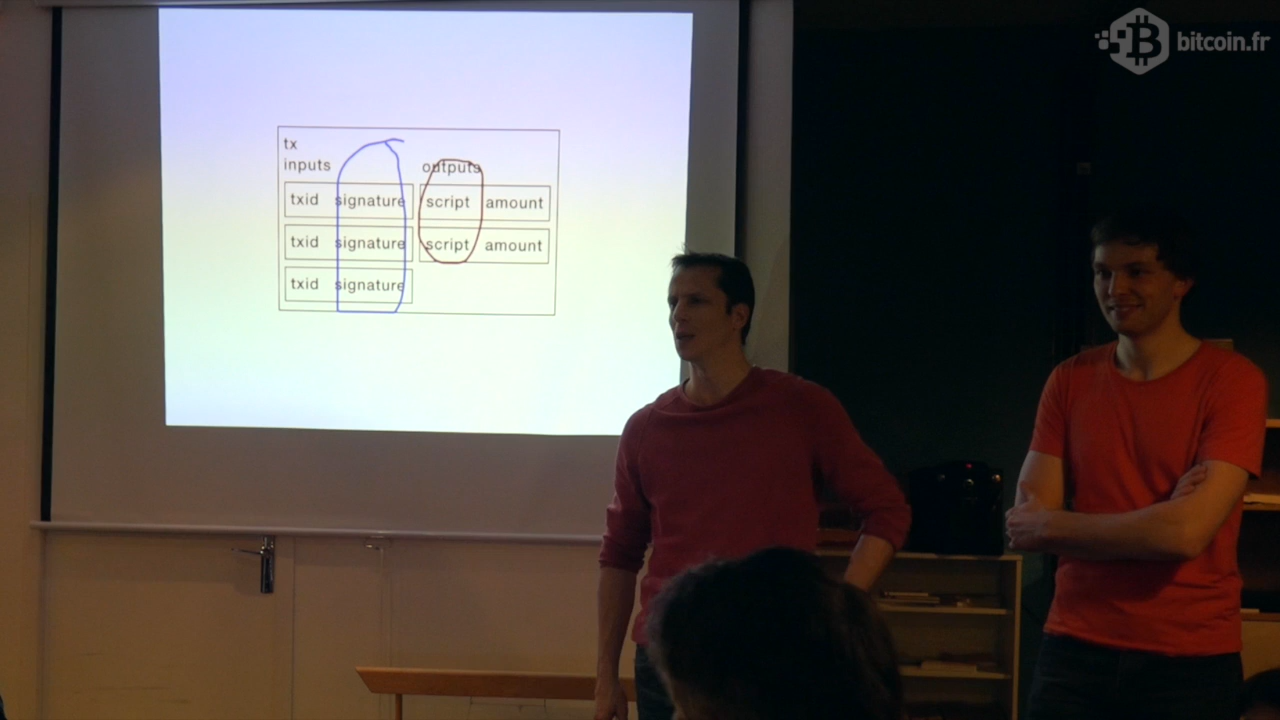 bitcoin.fr
tx
inputs
outputs
txid signature script amount
txid signature script amount
txid signature